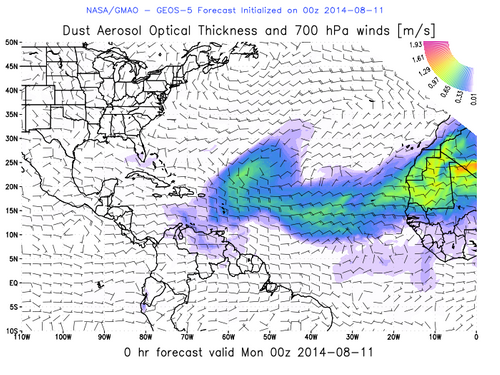 NASA/GMAO - GEOS-5 Forecast Initialized on 00z 2014-08-11
Dust Aerosol Optical Thickness and 700 hPa winds [m/s]
1.93
1.61
1.29
0.97
0.65
0.33
0.01
50N
45N
40N
35N
30N
25N
20N
15N
10N
5N
EQ
5S
10S
110W 100W 90W 80W 70W 60W 50W 40W 30W 20W 10W 0
0 hr forecast valid Mon 00z 2014-08-11